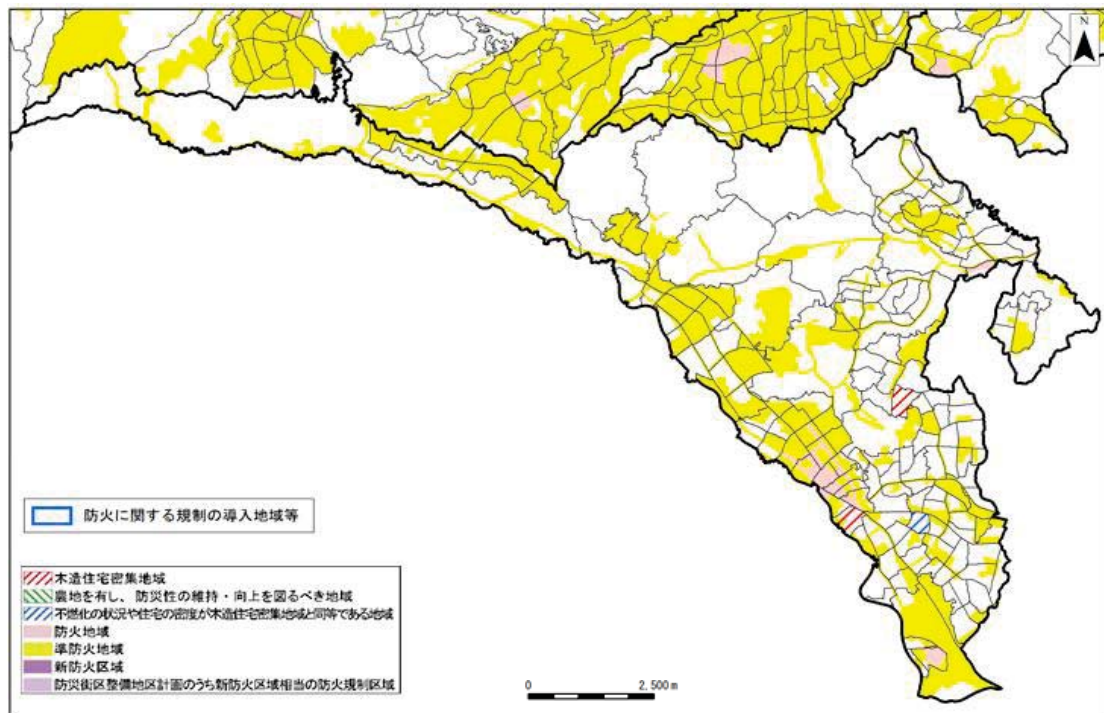 N
防火に関する規制の導入地域等
木造住宅密集地域
農地を有し、防災性の維持・向上を図るべき地域
不燃化の状況や住宅の密度が木造住宅密集地域と同等である地域
防火地域
準防火地域
新防火区域
防災街区整備地区計画のうち新防火区域相当の防火規制区域
0 2,500m